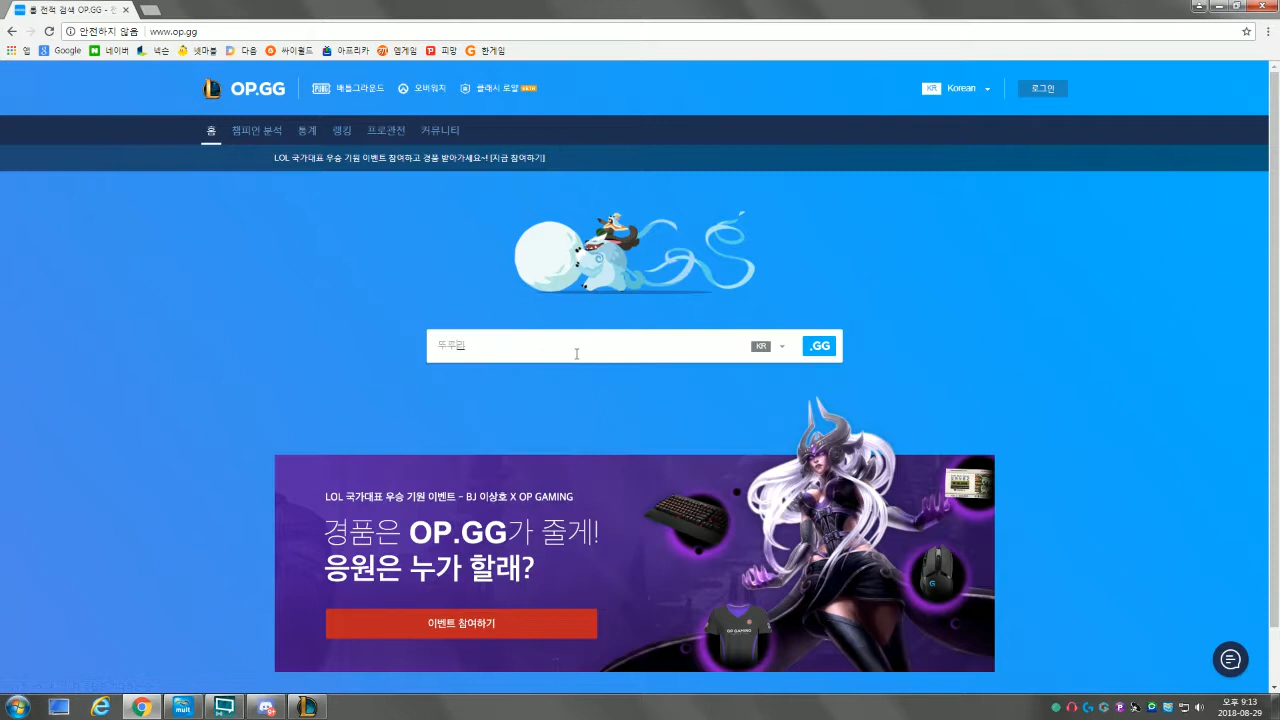 롤 전적 검색 OP.GG - 전
안전하지 않음 www.op.gg
앱 Google 네이버 넥슨 넷마블 다음 싸이월드 아프리카 엠게임 피망 한게임
OP.GG PUBG 배틀그라운드 오버워치 클래시 로얄 BETA KR Korean 로그인
홈 챔피언 분석 통계 랭킹 프로관전 커뮤니티
LOL 국가대표 우승 기원 이벤트 참여하고 경품 받아가세요~! [지금 참여하기]
KR .GG
LOL 국가대표 우승 기원 이벤트 – BJ 이상호 X OP GAMING
경품은 OP.GG가 줄게!
응원은 누가 할래?
OP GAMING
이벤트 참여하기
mult
오후 9:13
2018-08-29